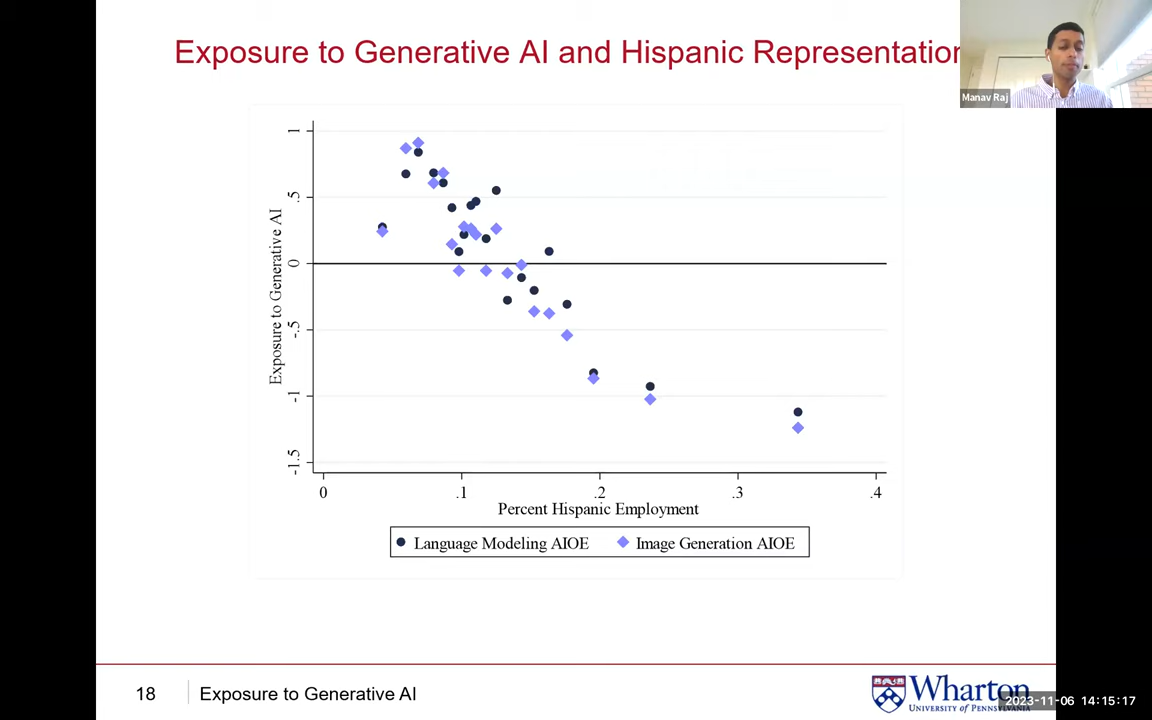 Exposure to Generative AI and Hispanic Representation
Manav Raj
Exposure to Generative AI
1
.5
0
-.5
-1
-1.5
0 .1 .2 .3 .4
Percent Hispanic Employment
Language Modeling AIOE Image Generation AIOE
18 Exposure to Generative AI
Wharton
UNIVERSITY of PENNSYLVANIA
2023-11-06 14:15:17